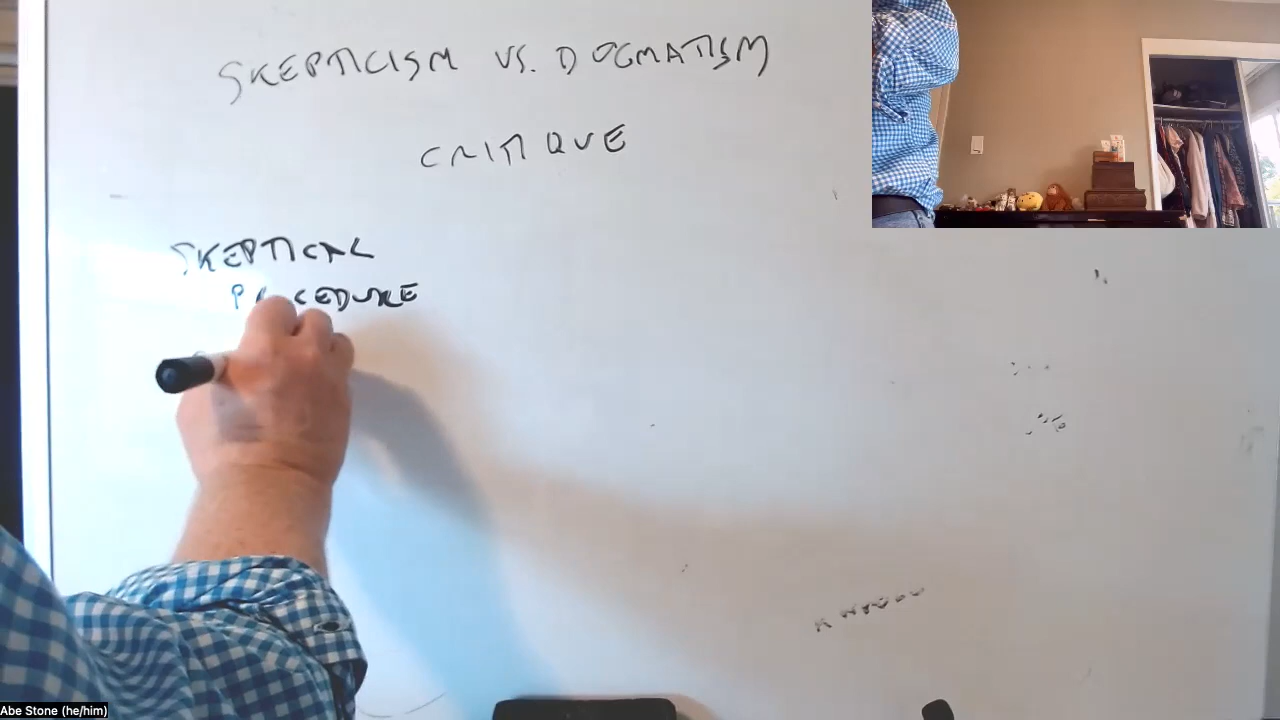 SKEPTICISM VS. DOGMATISM
CRITIQUE
SKEPTICAL
PROCEDURE
Abe Stone (he/him)